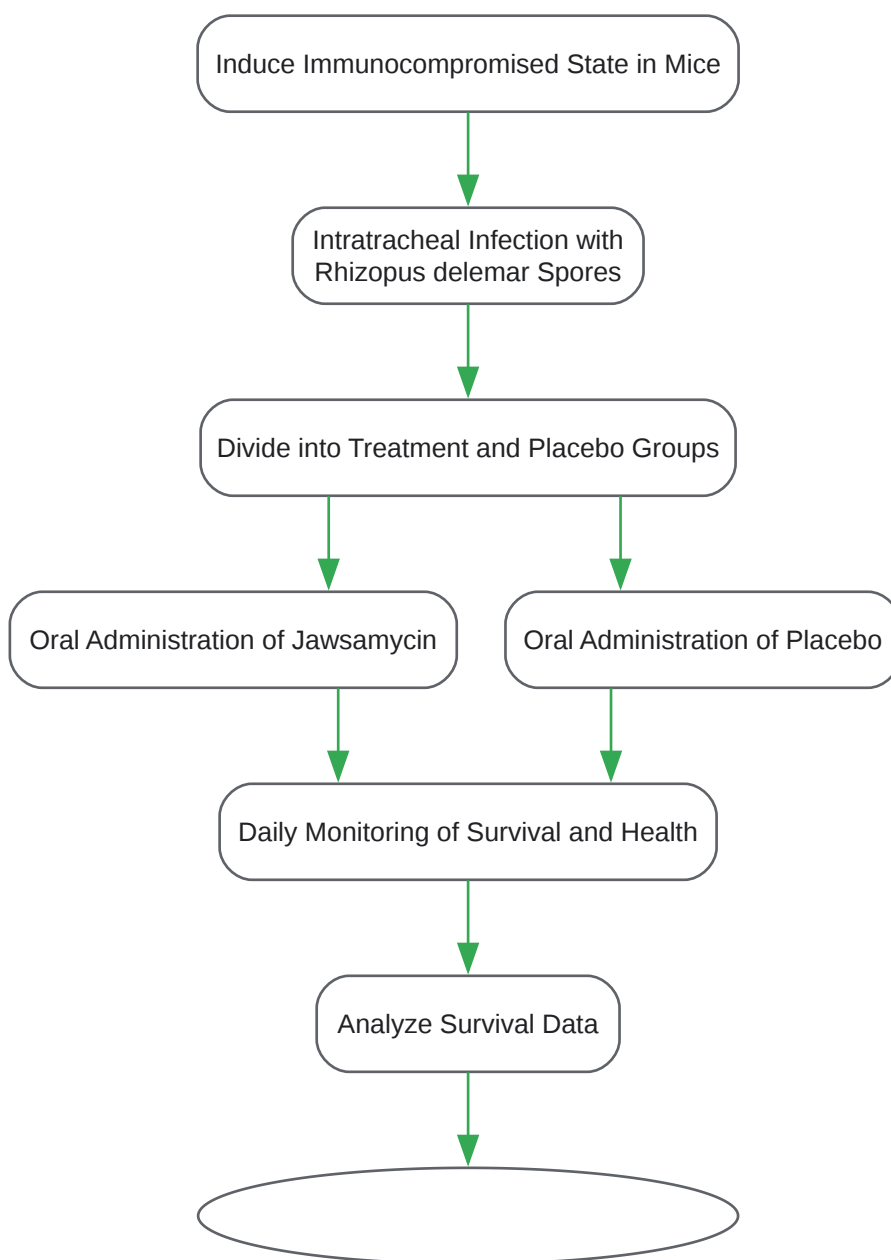 Induce Immunocompromised State in Mice
Intratracheal Infection with
Rhizopus delemar Spores
Divide into Treatment and Placebo Groups
Oral Administration of Jawsamycin
Oral Administration of Placebo
Daily Monitoring of Survival and Health
Analyze Survival Data